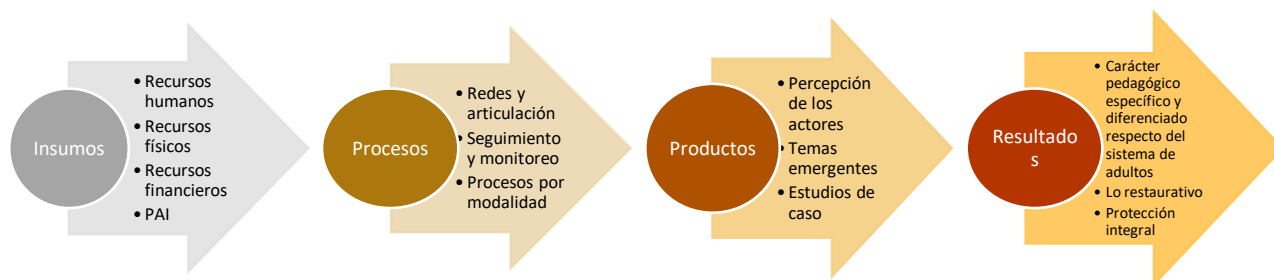 Insumos
• Recursos
humanos
• Recursos
físicos
• Recursos
financieros
• PAI
Procesos
• Redes y
articulación
• Seguimiento
y monitoreo
• Procesos por
modalidad
Productos
• Percepción
de los
actores
• Temas
emergentes
• Estudios de
caso
Resultado
s
• Carácter
pedagógico
específico y
diferenciado
respecto del
sistema de
adultos
• Lo restaurativo
• Protección
integral